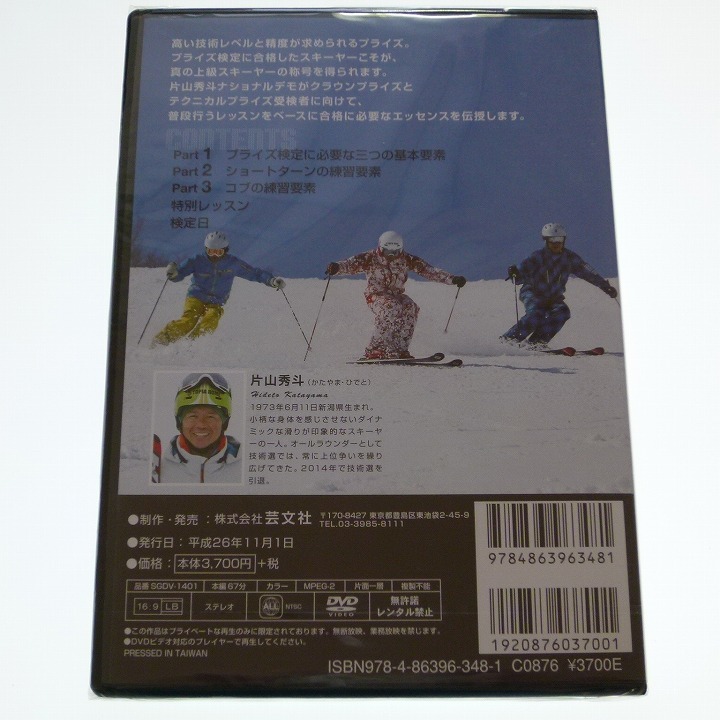 高い技術レベルと精度が求められるプライズ。
プライズ検定に合格したスキーヤーこそが、
真の上級スキーヤーの称号を得られます。
片山秀斗ナショナルデモがクラウンプライズと
テクニカルプライズ受検者に向けて、
普段行うレッスンをベースに合格に必要なエッセンスを伝授します。
CONTENTS
Part 1 プライズ検定に必要な三つの基本要素
Part 2 ショートターンの練習要素
Part 3 コブの練習要素
特別レッスン
検定日
片山秀斗（かたやま・ひでと）
Hideto Katayama
1973年6月11日新潟県生まれ。
小柄な身体を感じさせないダイナ
ミックな滑りが印象的なスキーヤ
ーの一人。オールラウンダーとして
技術選では、常に上位争いを繰り
広げてきた。2014年で技術選を
引退。
●制作・発売：株式会社 芸文社 〒170-8427 東京都豊島区東池袋2-45-9
TEL.03-3985-8111
●発行日：平成26年11月1日
●価格：本体3,700円+税
品番 SGDV-1401 本編67分 カラー MPEG-2 片面一層 複製不能
16:9 LB ステレオ ALL NTSC DVD VIDEO 無許諾レンタル禁止
●この作品はプライベートな再生のみに限定されております。無断放映、業務放映を禁じます。
●DVDビデオ対応のプレイヤーで再生してください。
PRESSED IN TAIWAN
9784863963481
1920876037001
ISBN978-4-86396-348-1 C0876 ¥3700E